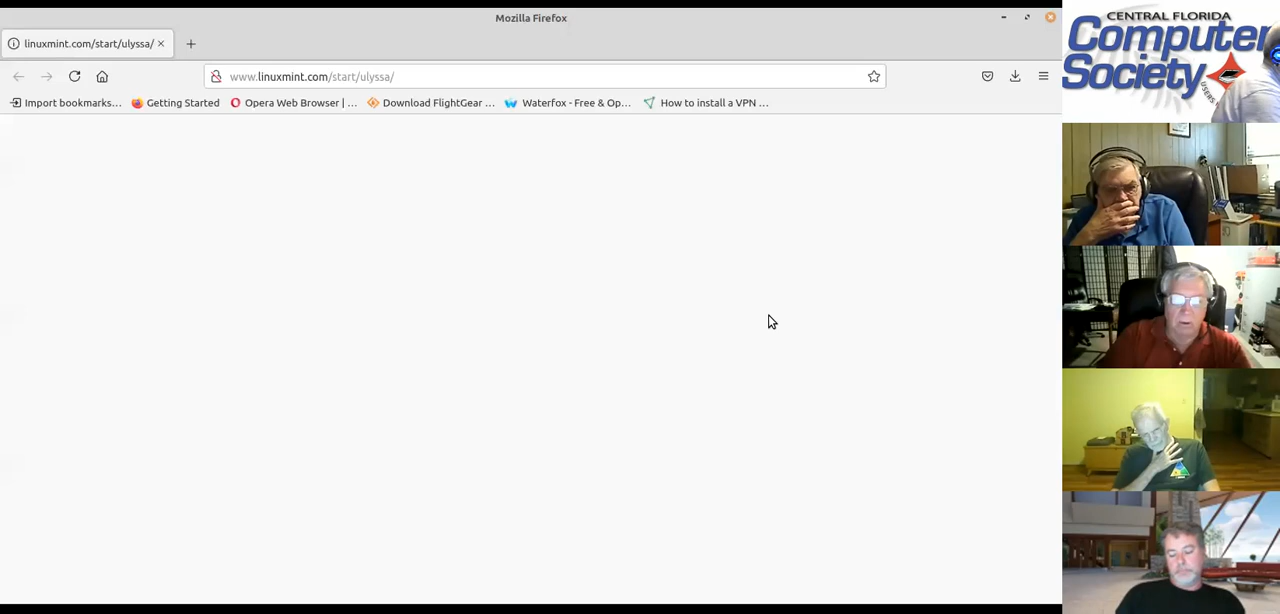 Mozilla Firefox
linuxmint.com/start/ulyssa/
www.linuxmint.com/start/ulyssa/
Import bookmarks... Getting Started Opera Web Browser | ... Download FlightGear ... Waterfox - Free & Op... How to install a VPN ...
CENTRAL FLORIDA
Computer
Society
USERS